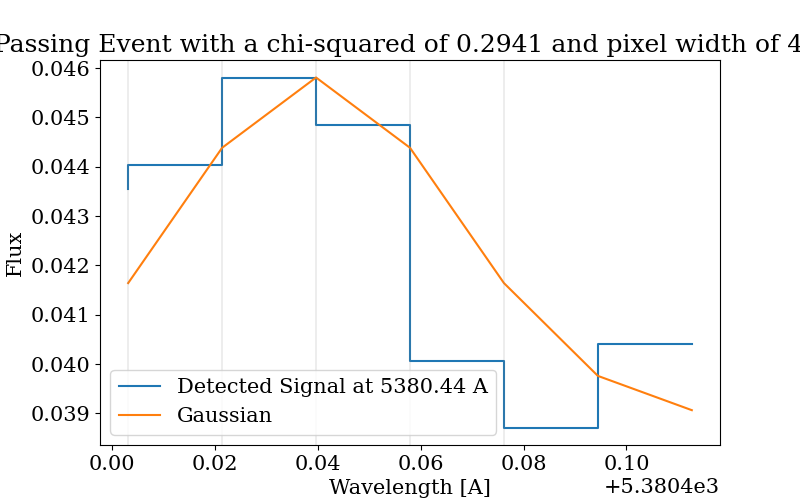 Passing Event with a chi-squared of 0.2941 and pixel width of 4
0.046
0.045
0.044
0.043
0.042
0.041
0.040
0.039
Flux
Detected Signal at 5380.44 A
Gaussian
0.00 0.02 0.04 0.06 0.08 0.10
Wavelength [A]
+5.3804e3